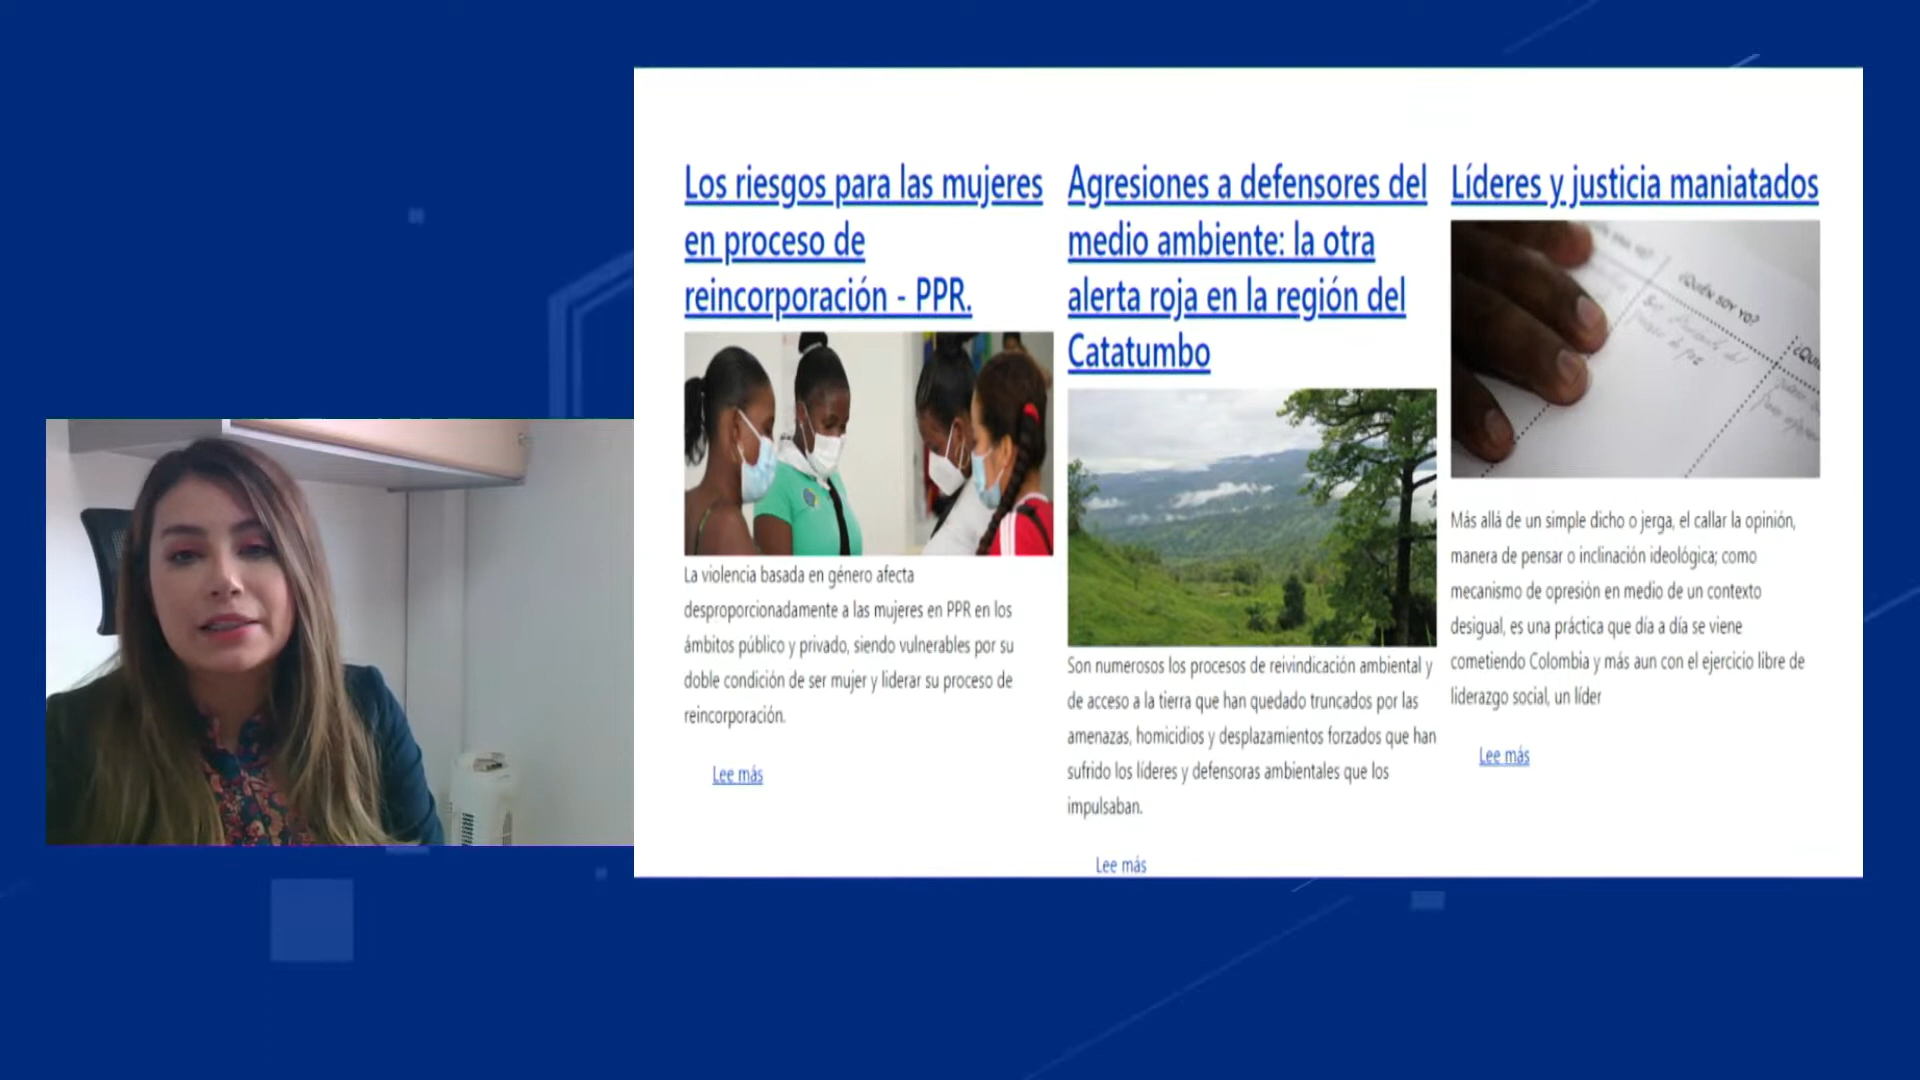 Los riesgos para las mujeres
en proceso de
reincorporación - PPR.
La violencia basada en género afecta
desproporcionadamente a las mujeres en PPR en los
ámbitos público y privado, siendo vulnerables por su
doble condición de ser mujer y liderar su proceso de
reincorporación.
Lee más
Agresiones a defensores del
medio ambiente: la otra
alerta roja en la región del
Catatumbo
Son numerosos los procesos de reivindicación ambiental y
de acceso a la tierra que han quedado truncados por las
amenazas, homicidios y desplazamientos forzados que han
sufrido los líderes y defensoras ambientales que los
impulsaban.
Lee más
Líderes y justicia maniatados
¿QUIÉN SOY YO?
Más allá de un simple dicho o jerga, el callar la opinión,
manera de pensar o inclinación ideológica; como
mecanismo de opresión en medio de un contexto
desigual, es una práctica que día a día se viene
cometiendo Colombia y más aun con el ejercicio libre de
liderazgo social, un líder
Lee más